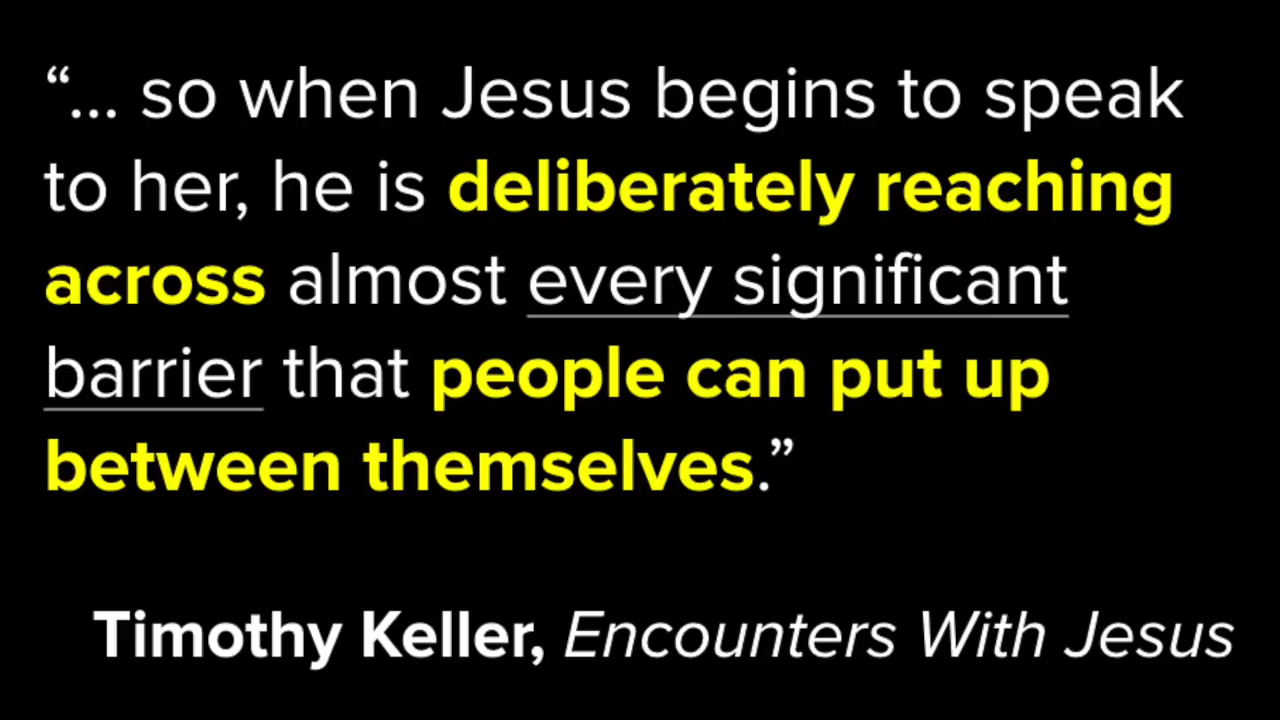 “... so when Jesus begins to speak
to her, he is deliberately reaching
across almost every significant
barrier that people can put up
between themselves.”
Timothy Keller, Encounters With Jesus